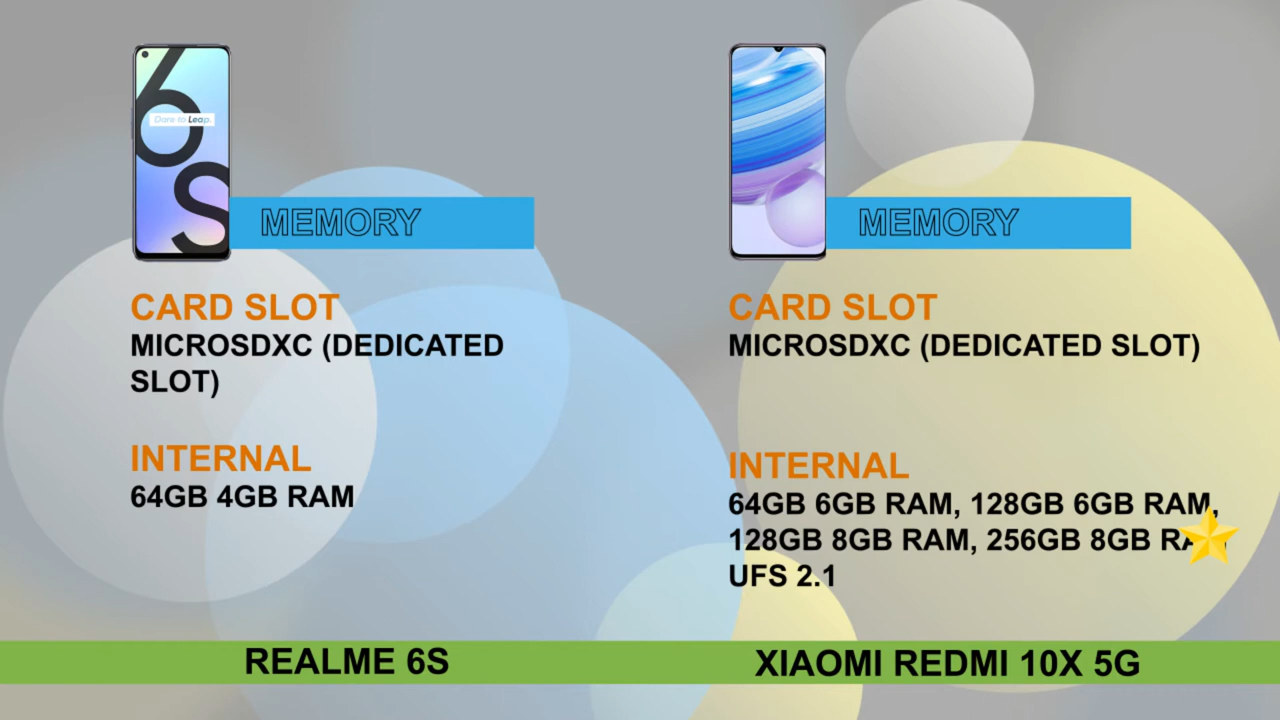 6S
Dare to Leap.
MEMORY
CARD SLOT
MICROSDXC (DEDICATED
SLOT)
INTERNAL
64GB 4GB RAM
REALME 6S
MEMORY
CARD SLOT
MICROSDXC (DEDICATED SLOT)
INTERNAL
64GB 6GB RAM, 128GB 6GB RAM,
128GB 8GB RAM, 256GB 8GB
UFS 2.1
XIAOMI REDMI 10X 5G